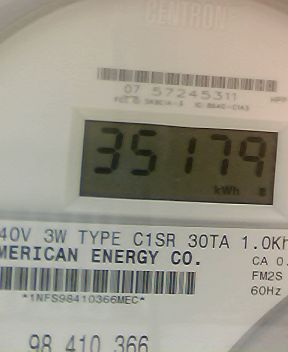 CENTRON
07 57245311
35179
kWh
40V 3W TYPE C1SR 30TA 1.0Kh
MERICAN ENERGY CO.
CA 0.
FM2S
60Hz
*1NFS98410366MEC*
98 410 366